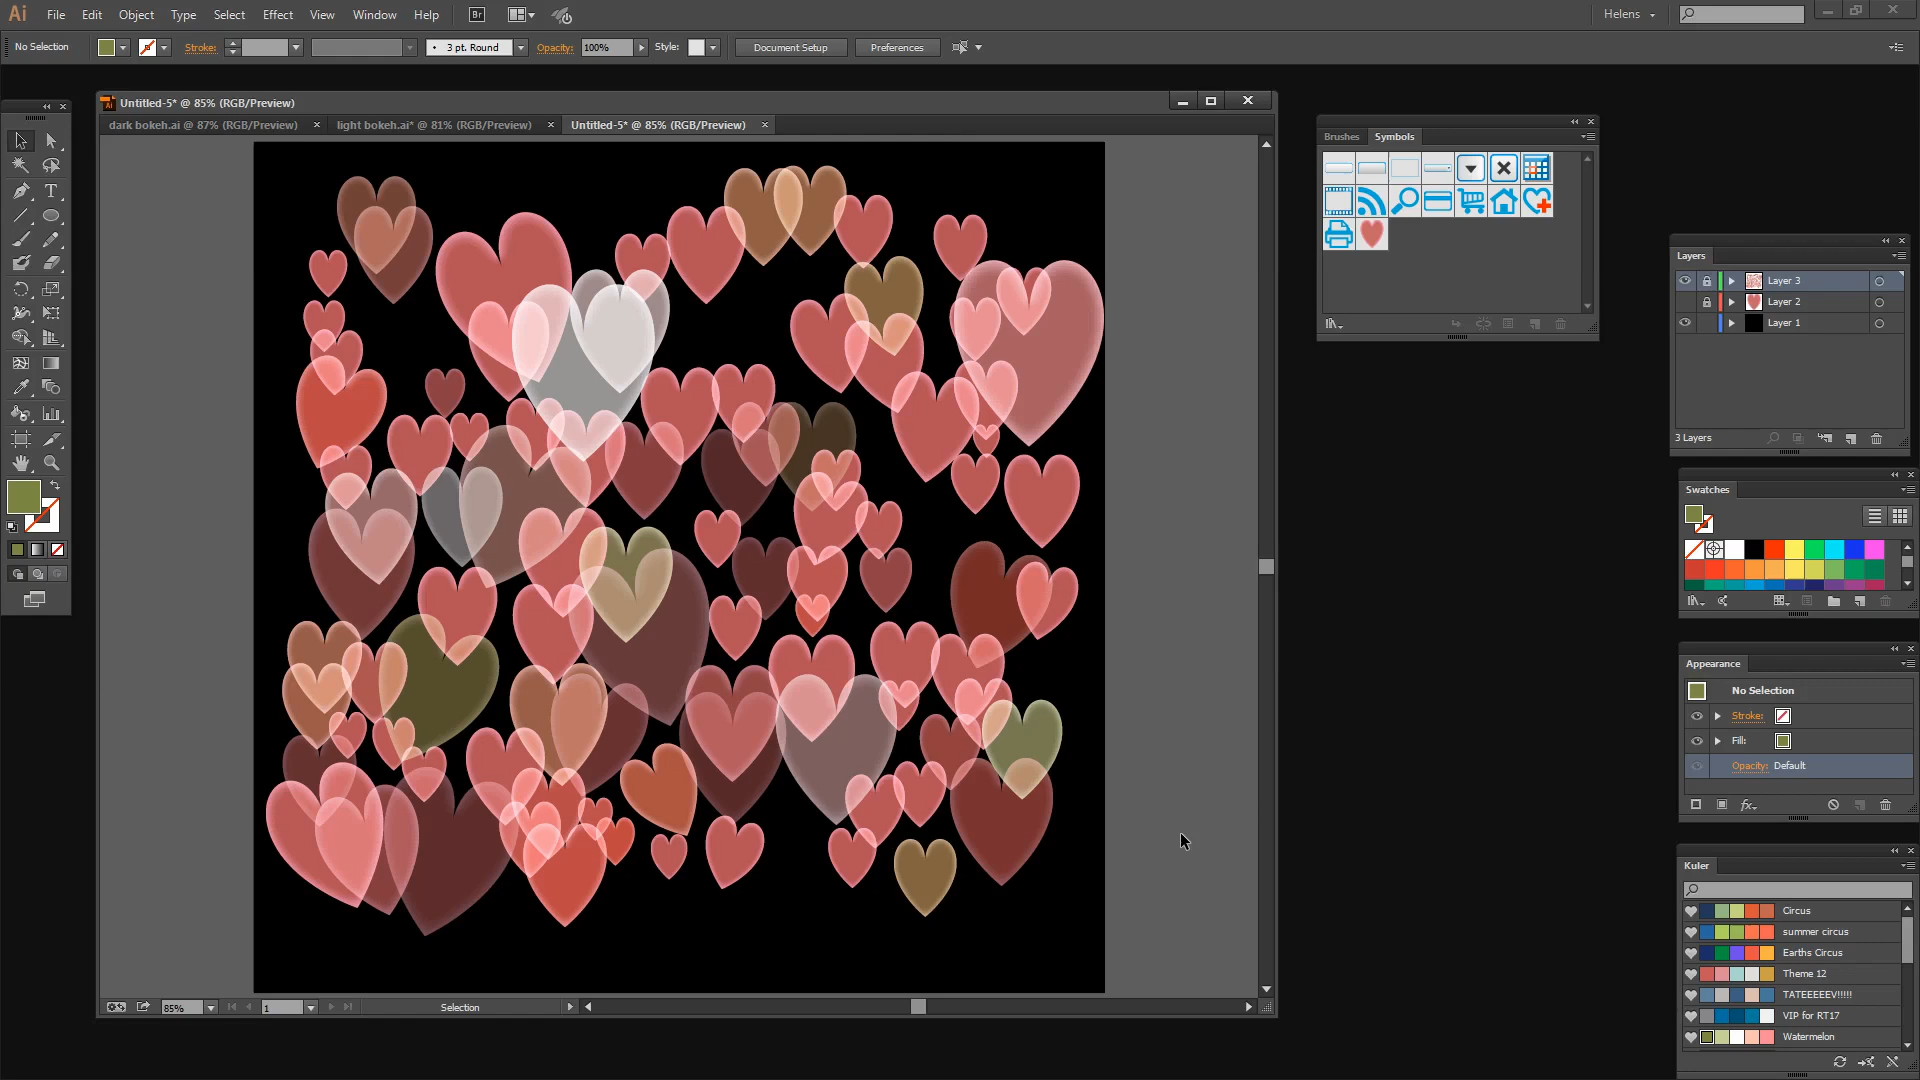 Ai File Edit Object Type Select Effect View Window Help Br Helens
No Selection Stroke: 3 pt. Round Opacity: 100% Style: Document Setup Preferences
Untitled-5* @ 85% (RGB/Preview)
dark bokeh.ai @ 87% (RGB/Preview) light bokeh.ai* @ 81% (RGB/Preview) Untitled-5* @ 85% (RGB/Preview)
Brushes Symbols
Layers
Layer 3
Layer 2
Layer 1
3 Layers
Swatches
Appearance
No Selection
Stroke:
Fill:
Opacity: Default
Kuler
Circus
summer circus
Earths Circus
Theme 12
TATEEEEEV!!!!!
VIP for RT17
Watermelon
85% 1 Selection